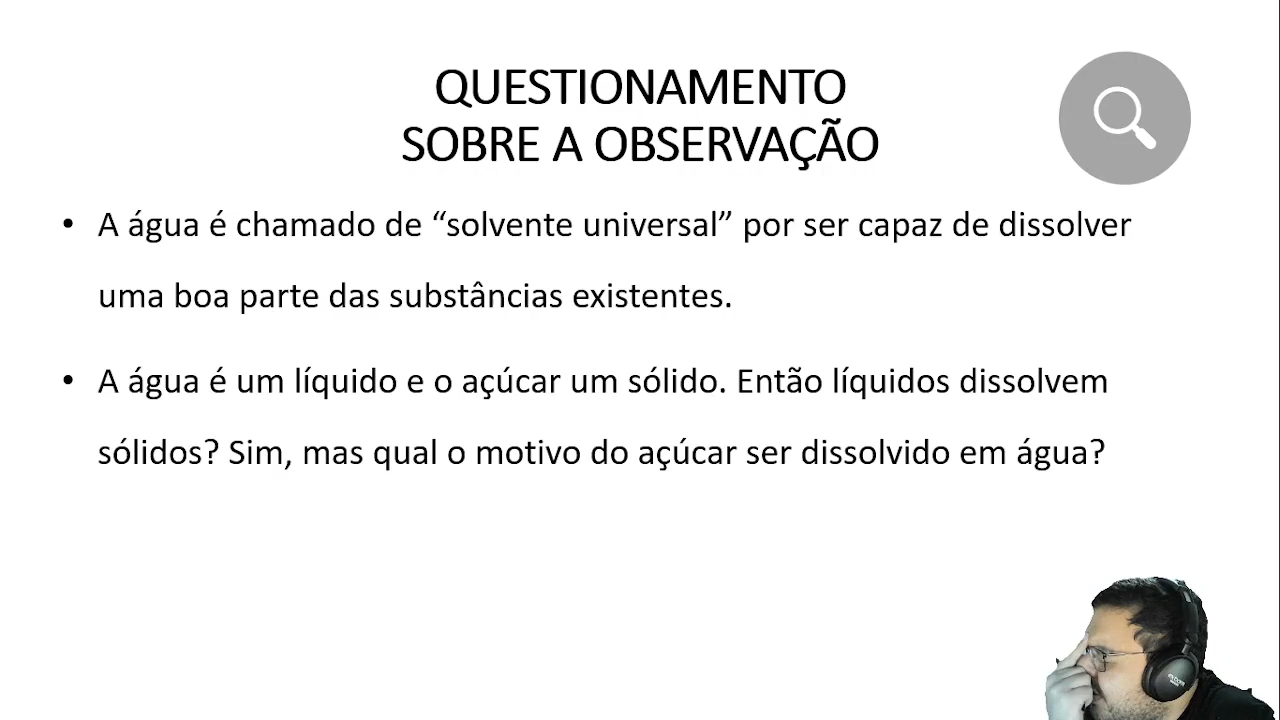 QUESTIONAMENTO
SOBRE A OBSERVAÇÃO
• A água é chamado de “solvente universal” por ser capaz de dissolver
uma boa parte das substâncias existentes.
• A água é um líquido e o açúcar um sólido. Então líquidos dissolvem
sólidos? Sim, mas qual o motivo do açúcar ser dissolvido em água?